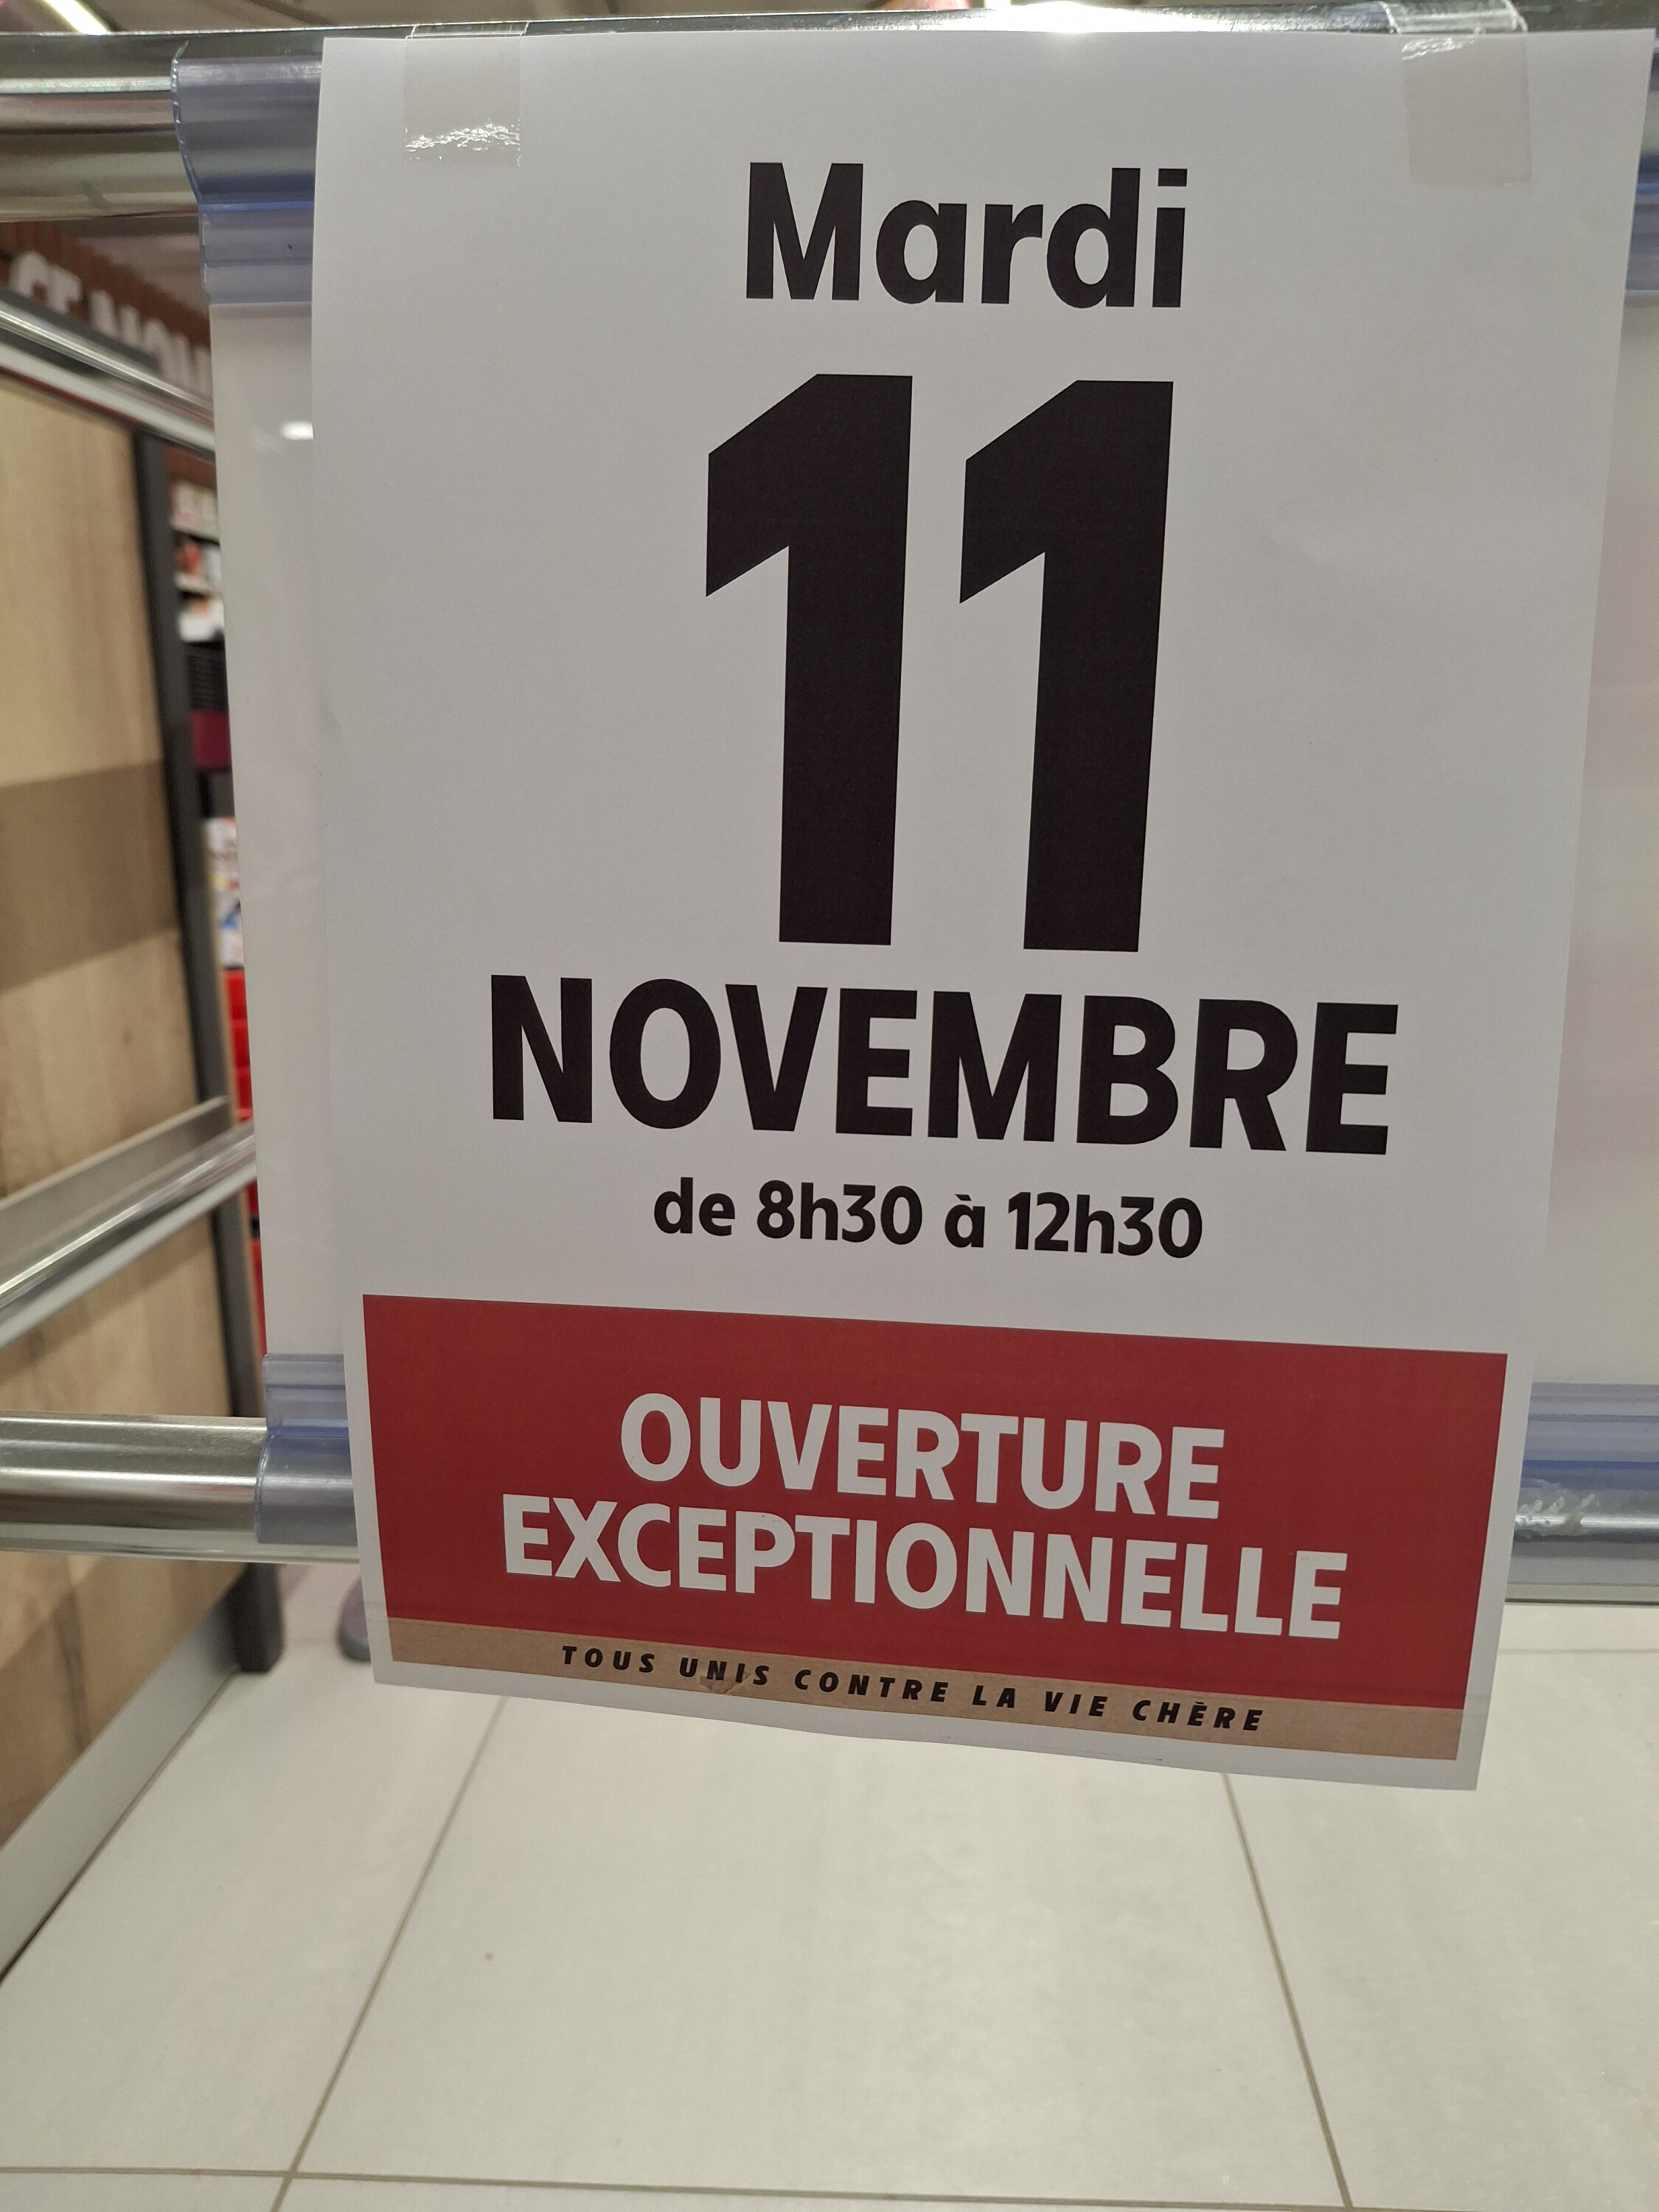 Mardi
11
NOVEMBRE
de 8h30 à 12h30
OUVERTURE
EXCEPTIONNELLE
TOUS UNIS CONTRE LA VIE CHÈRE